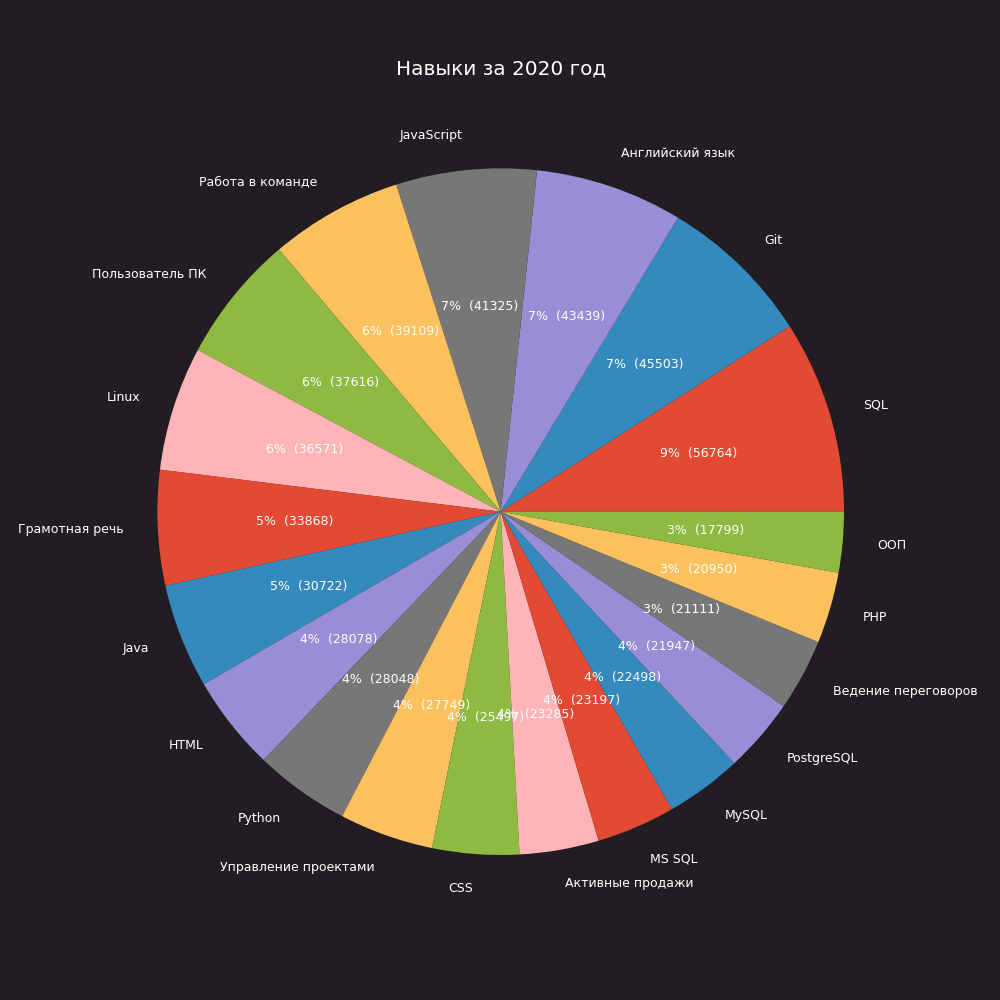 Навыки за 2020 год
JavaScript
Английский язык
Работа в команде
Git
Пользователь ПК
7%  (41325)
7%  (43439)
6%  (39109)
7%  (45503)
6%  (37616)
Linux
SQL
6%  (36571)
9%  (56764)
Грамотная речь
5%  (33868)
3%  (17799)
ООП
3%  (20950)
5%  (30722)
3%  (21111)
PHP
Java
4%  (28078)
4%  (21947)
4%  (28048)
4%  (22498)
Ведение переговоров
4%  (27749)
4%  (23197)
4%  (25497)
4%  (23285)
HTML
PostgreSQL
Python
MySQL
Управление проектами
MS SQL
CSS
Активные продажи